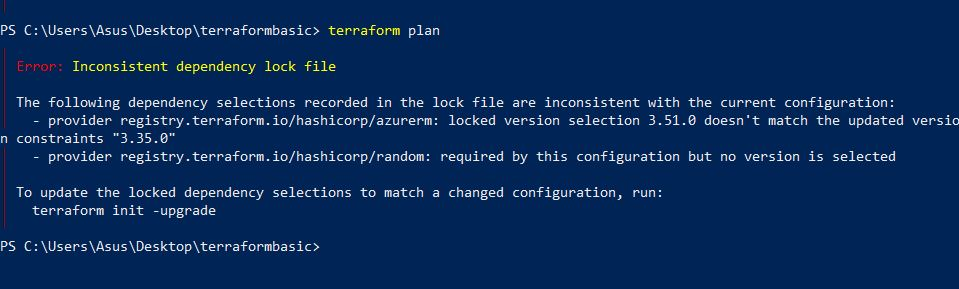 PS C:\Users\Asus\Desktop\terraformbasic> terraform plan
Error: Inconsistent dependency lock file
The following dependency selections recorded in the lock file are inconsistent with the current configuration:
- provider registry.terraform.io/hashicorp/azurerm: locked version selection 3.51.0 doesn't match the updated versio
n constraints "3.35.0"
- provider registry.terraform.io/hashicorp/random: required by this configuration but no version is selected
To update the locked dependency selections to match a changed configuration, run:
terraform init -upgrade
PS C:\Users\Asus\Desktop\terraformbasic>